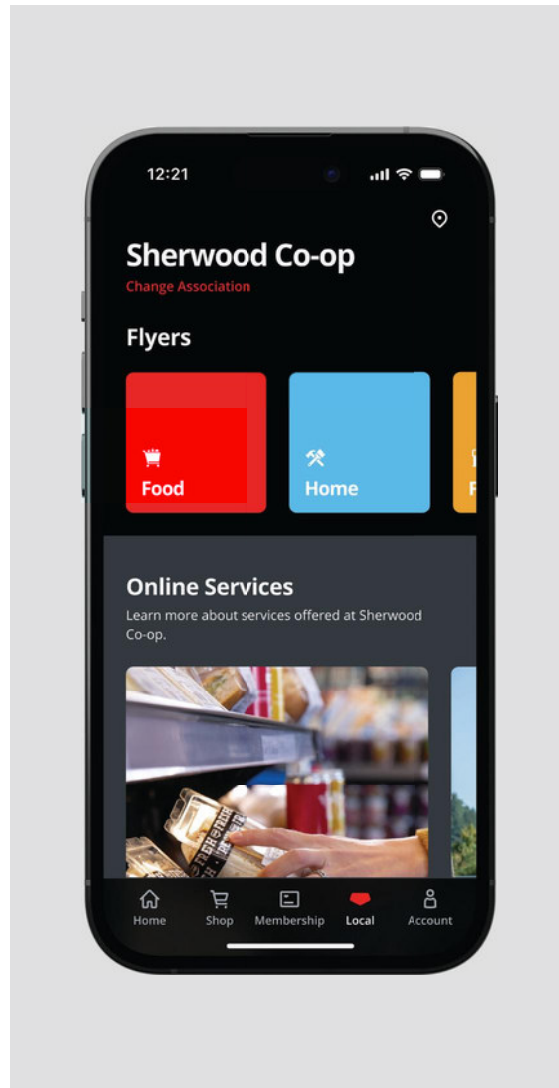 12:21
Sherwood Co-op
Change Association
Flyers
Food
Home
F
Online Services
Learn more about services offered at Sherwood
Co-op.
FRESH
Home
Shop
Membership
Local
Account